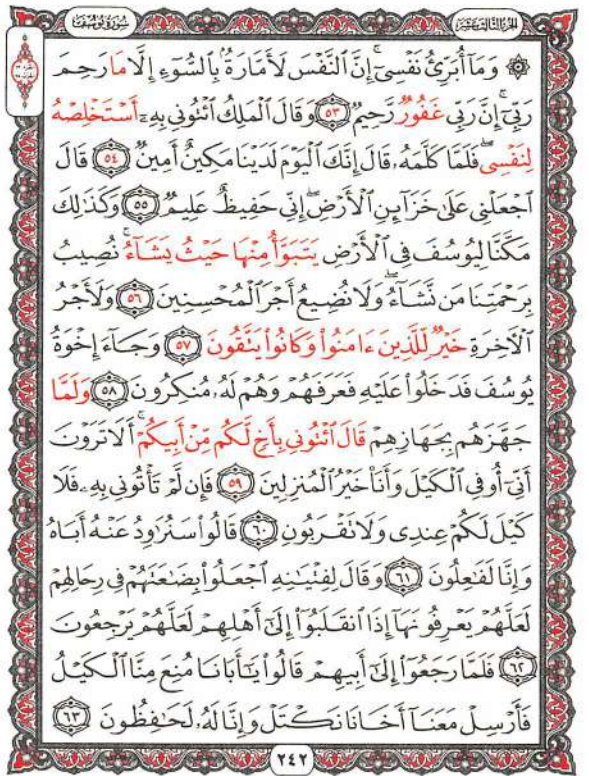 الجزء الثالث عشر
سورة يوسف
۞ وَمَآ أُبَرِّئُ نَفْسِىٓ ۚ إِنَّ ٱلنَّفْسَ لَأَمَّارَةٌۢ بِٱلسُّوٓءِ إِلَّا مَا رَحِمَ
رَبِّىٓ ۚ إِنَّ رَبِّى غَفُورٌ رَّحِيمٌ ﴿٥٣﴾ وَقَالَ ٱلْمَلِكُ ٱئْتُونِى بِهِۦٓ أَسْتَخْلِصْهُ
لِنَفْسِى ۖ فَلَمَّا كَلَّمَهُۥ قَالَ إِنَّكَ ٱلْيَوْمَ لَدَيْنَا مَكِينٌ أَمِينٌ ﴿٥٤﴾ قَالَ
ٱجْعَلْنِى عَلَىٰ خَزَآئِنِ ٱلْأَرْضِ ۖ إِنِّى حَفِيظٌ عَلِيمٌ ﴿٥٥﴾ وَكَذَٰلِكَ
مَكَّنَّا لِيُوسُفَ فِى ٱلْأَرْضِ يَتَبَوَّأُ مِنْهَا حَيْثُ يَشَآءُ ۚ نُصِيبُ
بِرَحْمَتِنَا مَن نَّشَآءُ ۖ وَلَا نُضِيعُ أَجْرَ ٱلْمُحْسِنِينَ ﴿٥٦﴾ وَلَأَجْرُ
ٱلْءَاخِرَةِ خَيْرٌ لِّلَّذِينَ ءَامَنُوا۟ وَكَانُوا۟ يَتَّقُونَ ﴿٥٧﴾ وَجَآءَ إِخْوَةُ
يُوسُفَ فَدَخَلُوا۟ عَلَيْهِ فَعَرَفَهُمْ وَهُمْ لَهُۥ مُنكِرُونَ ﴿٥٨﴾ وَلَمَّا
جَهَّزَهُم بِجَهَازِهِمْ قَالَ ٱئْتُونِى بِأَخٍ لَّكُم مِّنْ أَبِيكُمْ ۚ أَلَا تَرَوْنَ
أَنِّىٓ أُوفِى ٱلْكَيْلَ وَأَنَا۠ خَيْرُ ٱلْمُنزِلِينَ ﴿٥٩﴾ فَإِن لَّمْ تَأْتُونِى بِهِۦ فَلَا
كَيْلَ لَكُمْ عِندِى وَلَا تَقْرَبُونِ ﴿٦٠﴾ قَالُوا۟ سَنُرَٰوِدُ عَنْهُ أَبَاهُ
وَإِنَّا لَفَٰعِلُونَ ﴿٦١﴾ وَقَالَ لِفِتْيَٰنِهِ ٱجْعَلُوا۟ بِضَٰعَتَهُمْ فِى رِحَالِهِمْ
لَعَلَّهُمْ يَعْرِفُونَهَآ إِذَا ٱنقَلَبُوٓا۟ إِلَىٰٓ أَهْلِهِمْ لَعَلَّهُمْ يَرْجِعُونَ
﴿٦٢﴾ فَلَمَّا رَجَعُوٓا۟ إِلَىٰٓ أَبِيهِمْ قَالُوا۟ يَٰٓأَبَانَا مُنِعَ مِنَّا ٱلْكَيْلُ
فَأَرْسِلْ مَعَنَآ أَخَانَا نَكْتَلْ وَإِنَّا لَهُۥ لَحَٰفِظُونَ ﴿٦٣﴾
٢٤٢